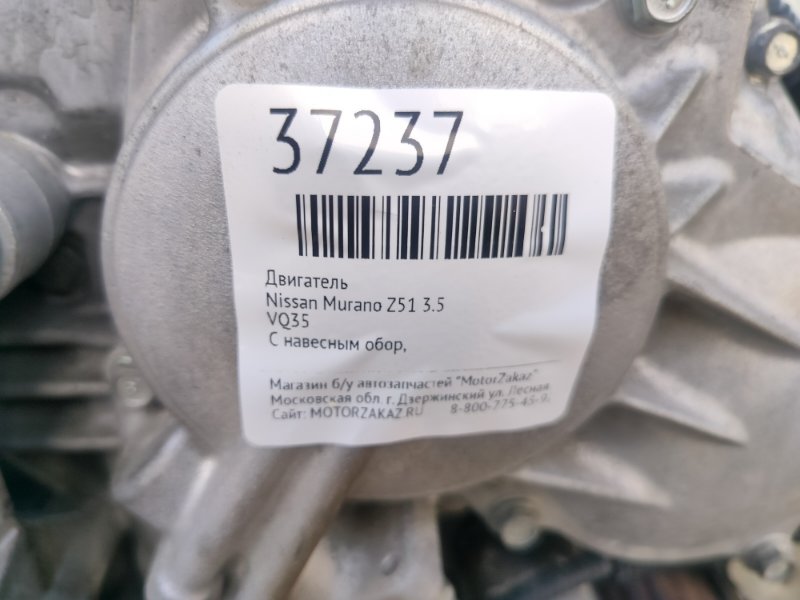 37237
Двигатель
Nissan Murano Z51 3.5
VQ35
С навесным обор,
Магазин б/у автозапчастей "MotorZakaz"
Московская обл. г. Дзержинский ул. Лесная
Сайт: MOTORZAKAZ.RU 8-800-775-45-9.